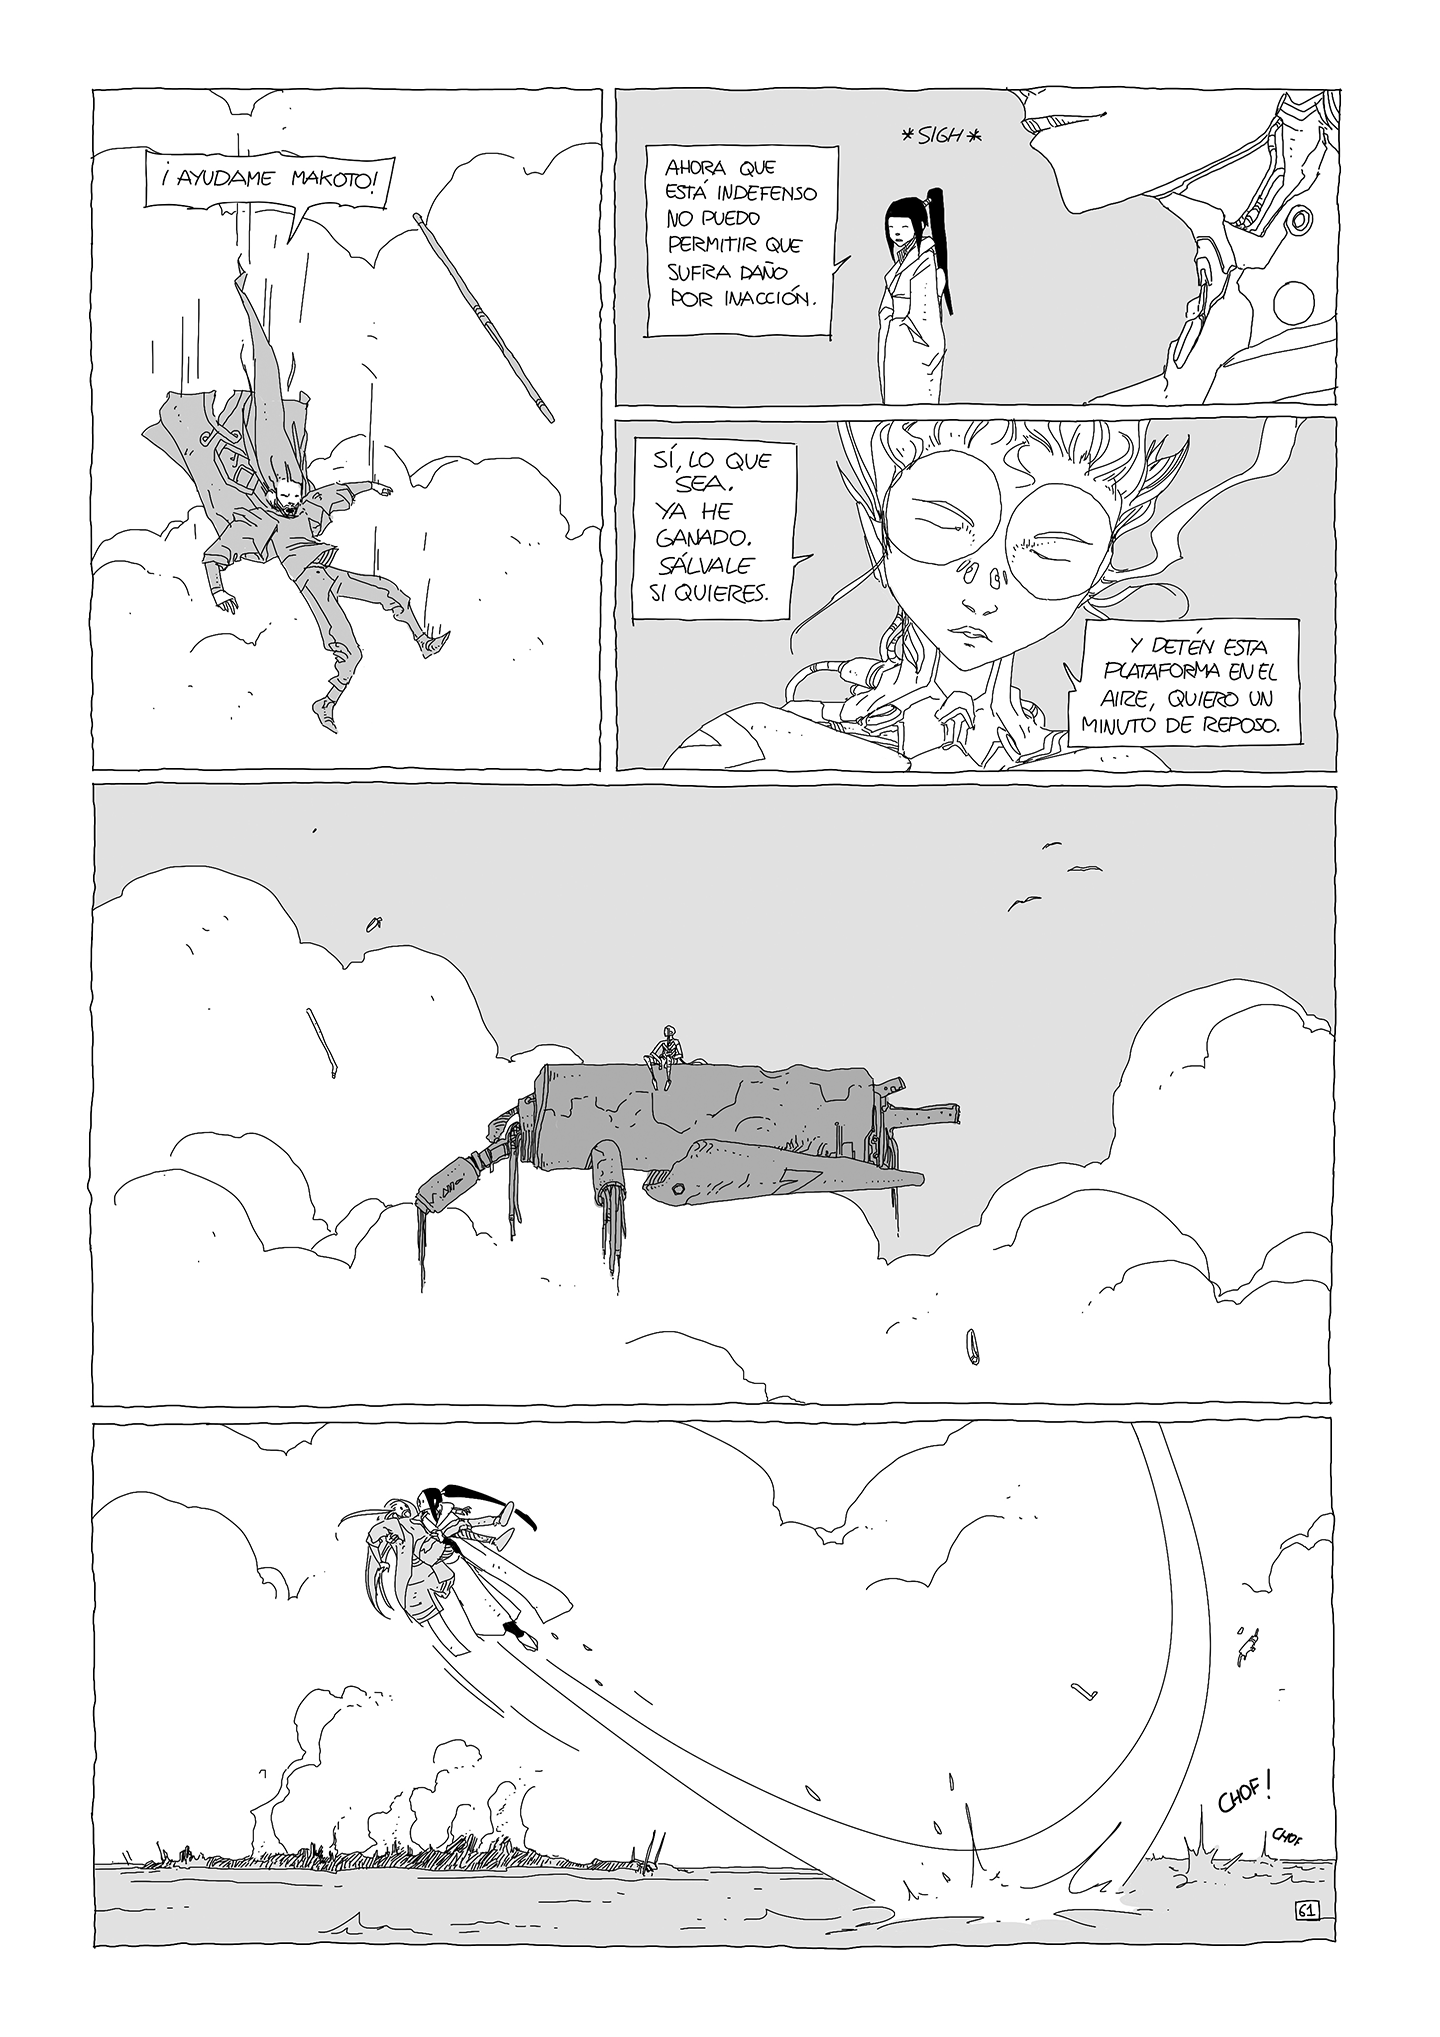 ¡AYUDAME MAKOTO!
*SIGH*
AHORA QUE
ESTÁ INDEFENSO
NO PUEDO
PERMITIR QUE
SUFRA DAÑO
POR INACCIÓN.
SÍ, LO QUE
SEA.
YA HE
GANADO.
SÁLVALE
SI QUIERES.
Y DETÉN ESTA
PLATAFORMA EN EL
AIRE, QUIERO UN
MINUTO DE REPOSO.
CHOF!
CHOF
61